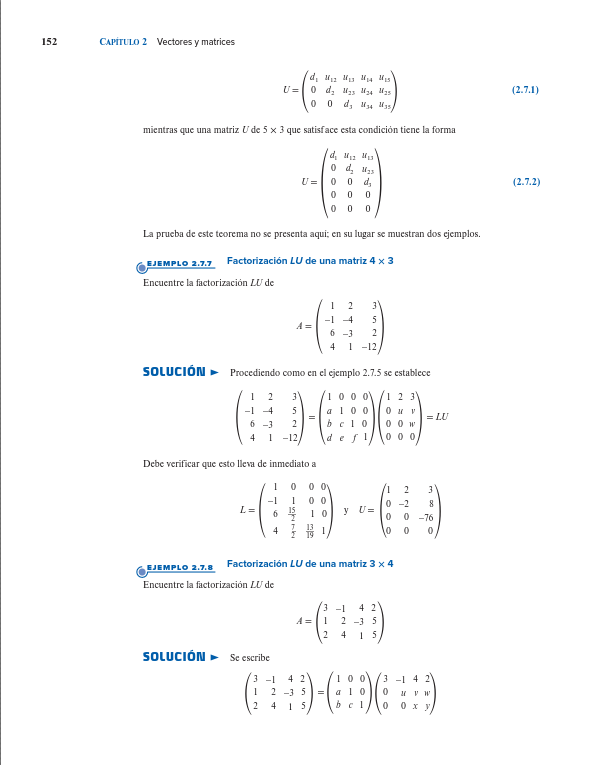 152 CAPÍTULO 2 Vectores y matrices
U = \begin{pmatrix} d_1 & u_{12} & u_{13} & u_{14} & u_{15} \\ 0 & d_2 & u_{23} & u_{24} & u_{25} \\ 0 & 0 & d_3 & u_{34} & u_{35} \end{pmatrix} (2.7.1)
mientras que una matriz U de 5 × 3 que satisface esta condición tiene la forma
U = \begin{pmatrix} d_1 & u_{12} & u_{13} \\ 0 & d_2 & u_{23} \\ 0 & 0 & d_3 \\ 0 & 0 & 0 \\ 0 & 0 & 0 \end{pmatrix} (2.7.2)
La prueba de este teorema no se presenta aquí; en su lugar se muestran dos ejemplos.
EJEMPLO 2.7.7 Factorización LU de una matriz 4 × 3
Encuentre la factorización LU de
A = \begin{pmatrix} 1 & 2 & 3 \\ -1 & -4 & 5 \\ 6 & -3 & 2 \\ 4 & 1 & -12 \end{pmatrix}
SOLUCIÓN ► Procediendo como en el ejemplo 2.7.5 se establece
\begin{pmatrix} 1 & 2 & 3 \\ -1 & -4 & 5 \\ 6 & -3 & 2 \\ 4 & 1 & -12 \end{pmatrix} = \begin{pmatrix} 1 & 0 & 0 & 0 \\ a & 1 & 0 & 0 \\ b & c & 1 & 0 \\ d & e & f & 1 \end{pmatrix} \begin{pmatrix} 1 & 2 & 3 \\ 0 & u & v \\ 0 & 0 & w \\ 0 & 0 & 0 \end{pmatrix} = LU
Debe verificar que esto lleva de inmediato a
L = \begin{pmatrix} 1 & 0 & 0 & 0 \\ -1 & 1 & 0 & 0 \\ 6 & \frac{15}{2} & 1 & 0 \\ 4 & \frac{7}{2} & \frac{13}{19} & 1 \end{pmatrix} y U = \begin{pmatrix} 1 & 2 & 3 \\ 0 & -2 & 8 \\ 0 & 0 & -76 \\ 0 & 0 & 0 \end{pmatrix}
EJEMPLO 2.7.8 Factorización LU de una matriz 3 × 4
Encuentre la factorización LU de
A = \begin{pmatrix} 3 & -1 & 4 & 2 \\ 1 & 2 & -3 & 5 \\ 2 & 4 & 1 & 5 \end{pmatrix}
SOLUCIÓN ► Se escribe
\begin{pmatrix} 3 & -1 & 4 & 2 \\ 1 & 2 & -3 & 5 \\ 2 & 4 & 1 & 5 \end{pmatrix} = \begin{pmatrix} 1 & 0 & 0 \\ a & 1 & 0 \\ b & c & 1 \end{pmatrix} \begin{pmatrix} 3 & -1 & 4 & 2 \\ 0 & u & v & w \\ 0 & 0 & x & y \end{pmatrix}